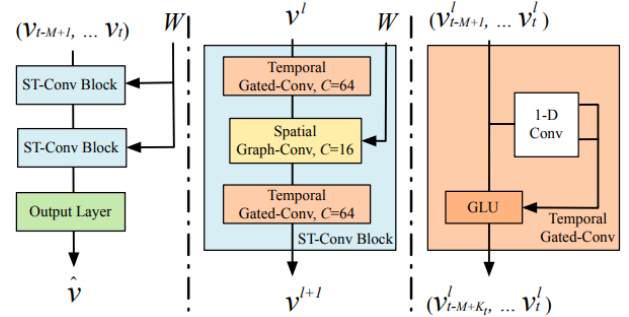 (v_{t-M+1}, ... v_t)
W
ST-Conv Block
ST-Conv Block
Output Layer
v̂
v^l
W
Temporal
Gated-Conv, C=64
Spatial
Graph-Conv, C=16
Temporal
Gated-Conv, C=64
ST-Conv Block
v^{l+1}
(v^l_{t-M+1}, ... v^l_t)
1-D
Conv
GLU
Temporal
Gated-Conv
(v^l_{t-M+K_t}, ... v^l_t)